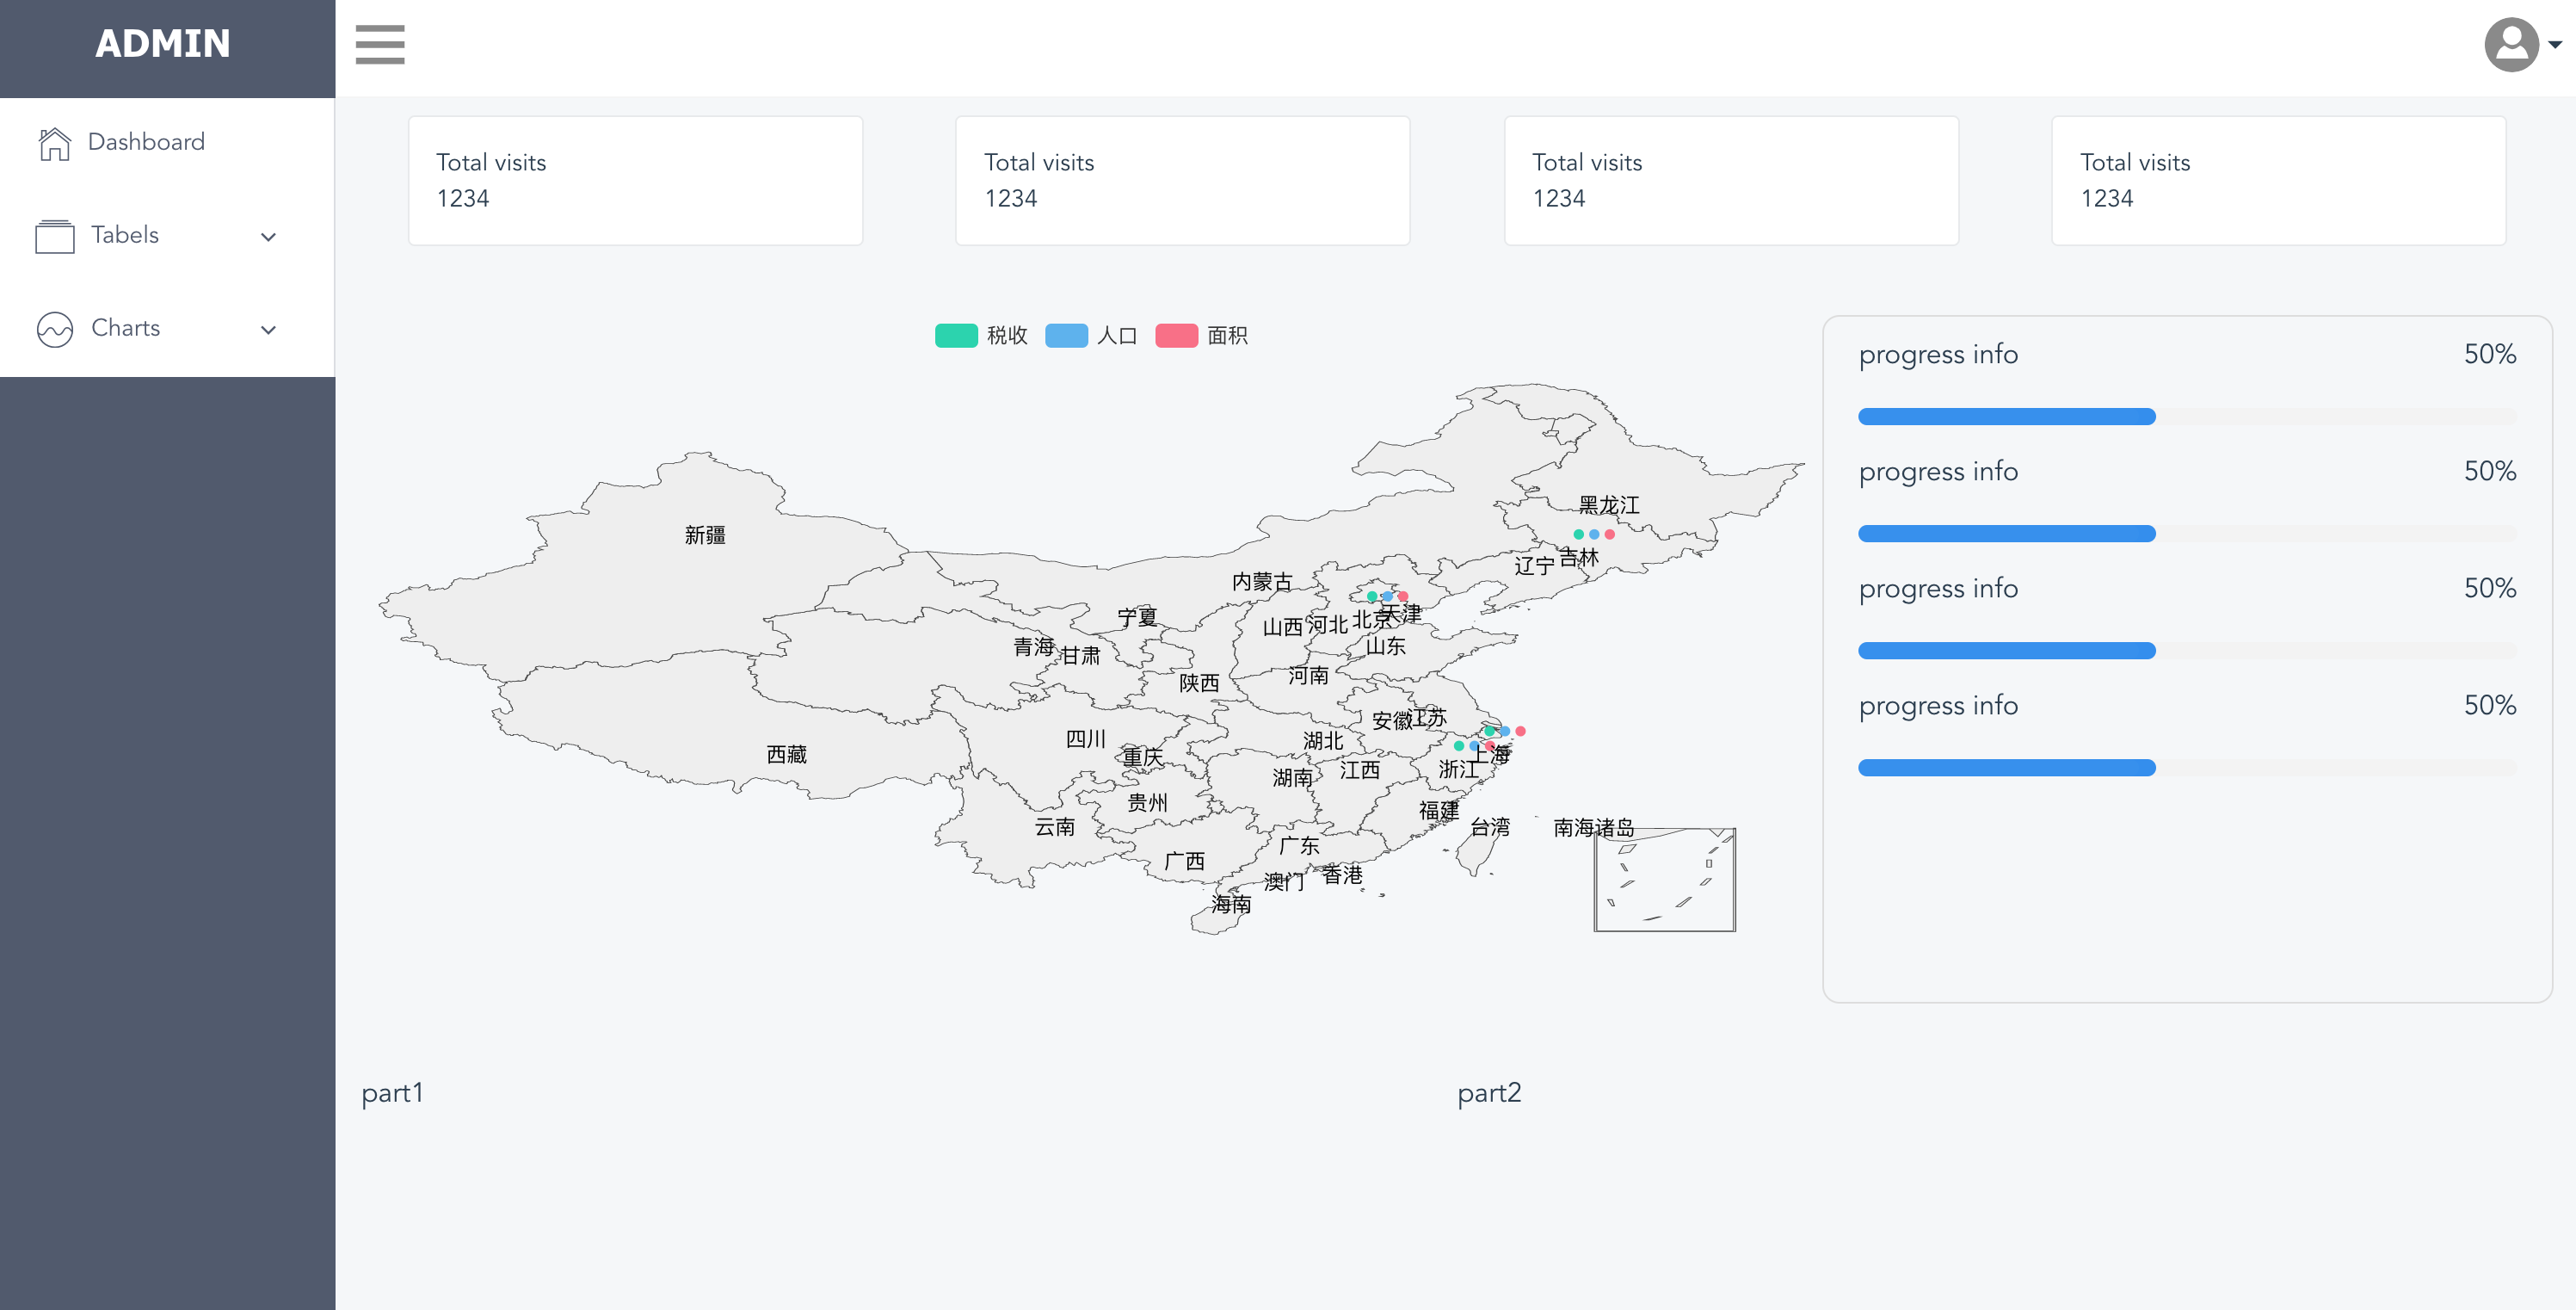 ADMIN
Dashboard
Tabels
Charts
Total visits
1234
Total visits
1234
Total visits
1234
Total visits
1234
税收 人口 面积
黑龙江
新疆
吉林
辽宁
内蒙古
宁夏
天津
北京
山西
河北
青海
甘肃
山东
河南
陕西
江苏
安徽
四川
湖北
西藏
重庆
上海
浙江
江西
湖南
贵州
福建
云南
台湾
南海诸岛
广东
广西
香港
澳门
海南
progress info 50%
progress info 50%
progress info 50%
progress info 50%
part1
part2